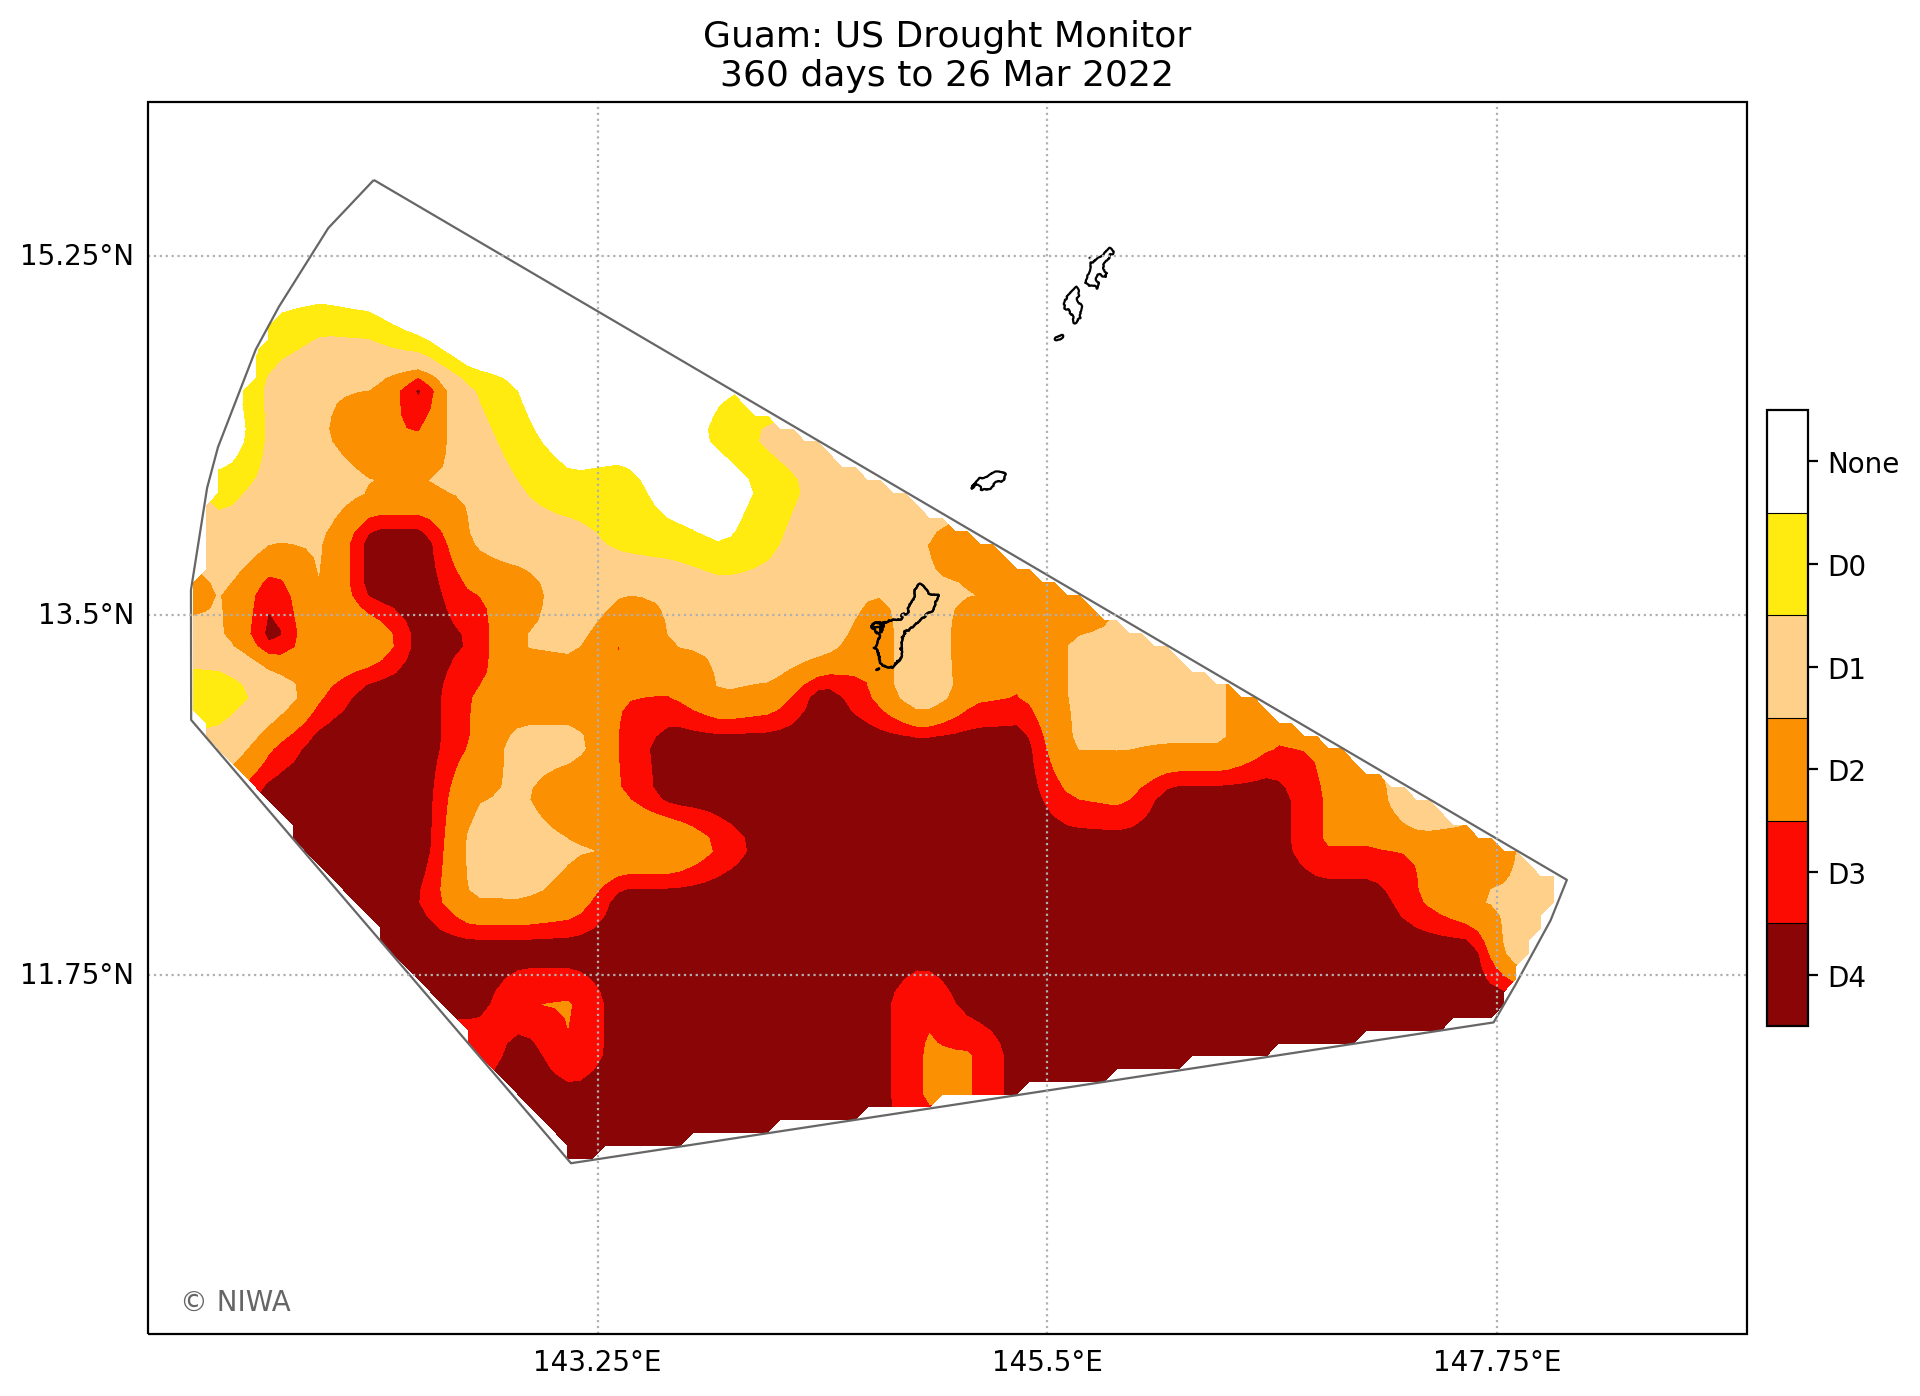 Guam: US Drought Monitor
360 days to 26 Mar 2022
15.25°N
13.5°N
11.75°N
143.25°E
145.5°E
147.75°E
None
D0
D1
D2
D3
D4
© NIWA